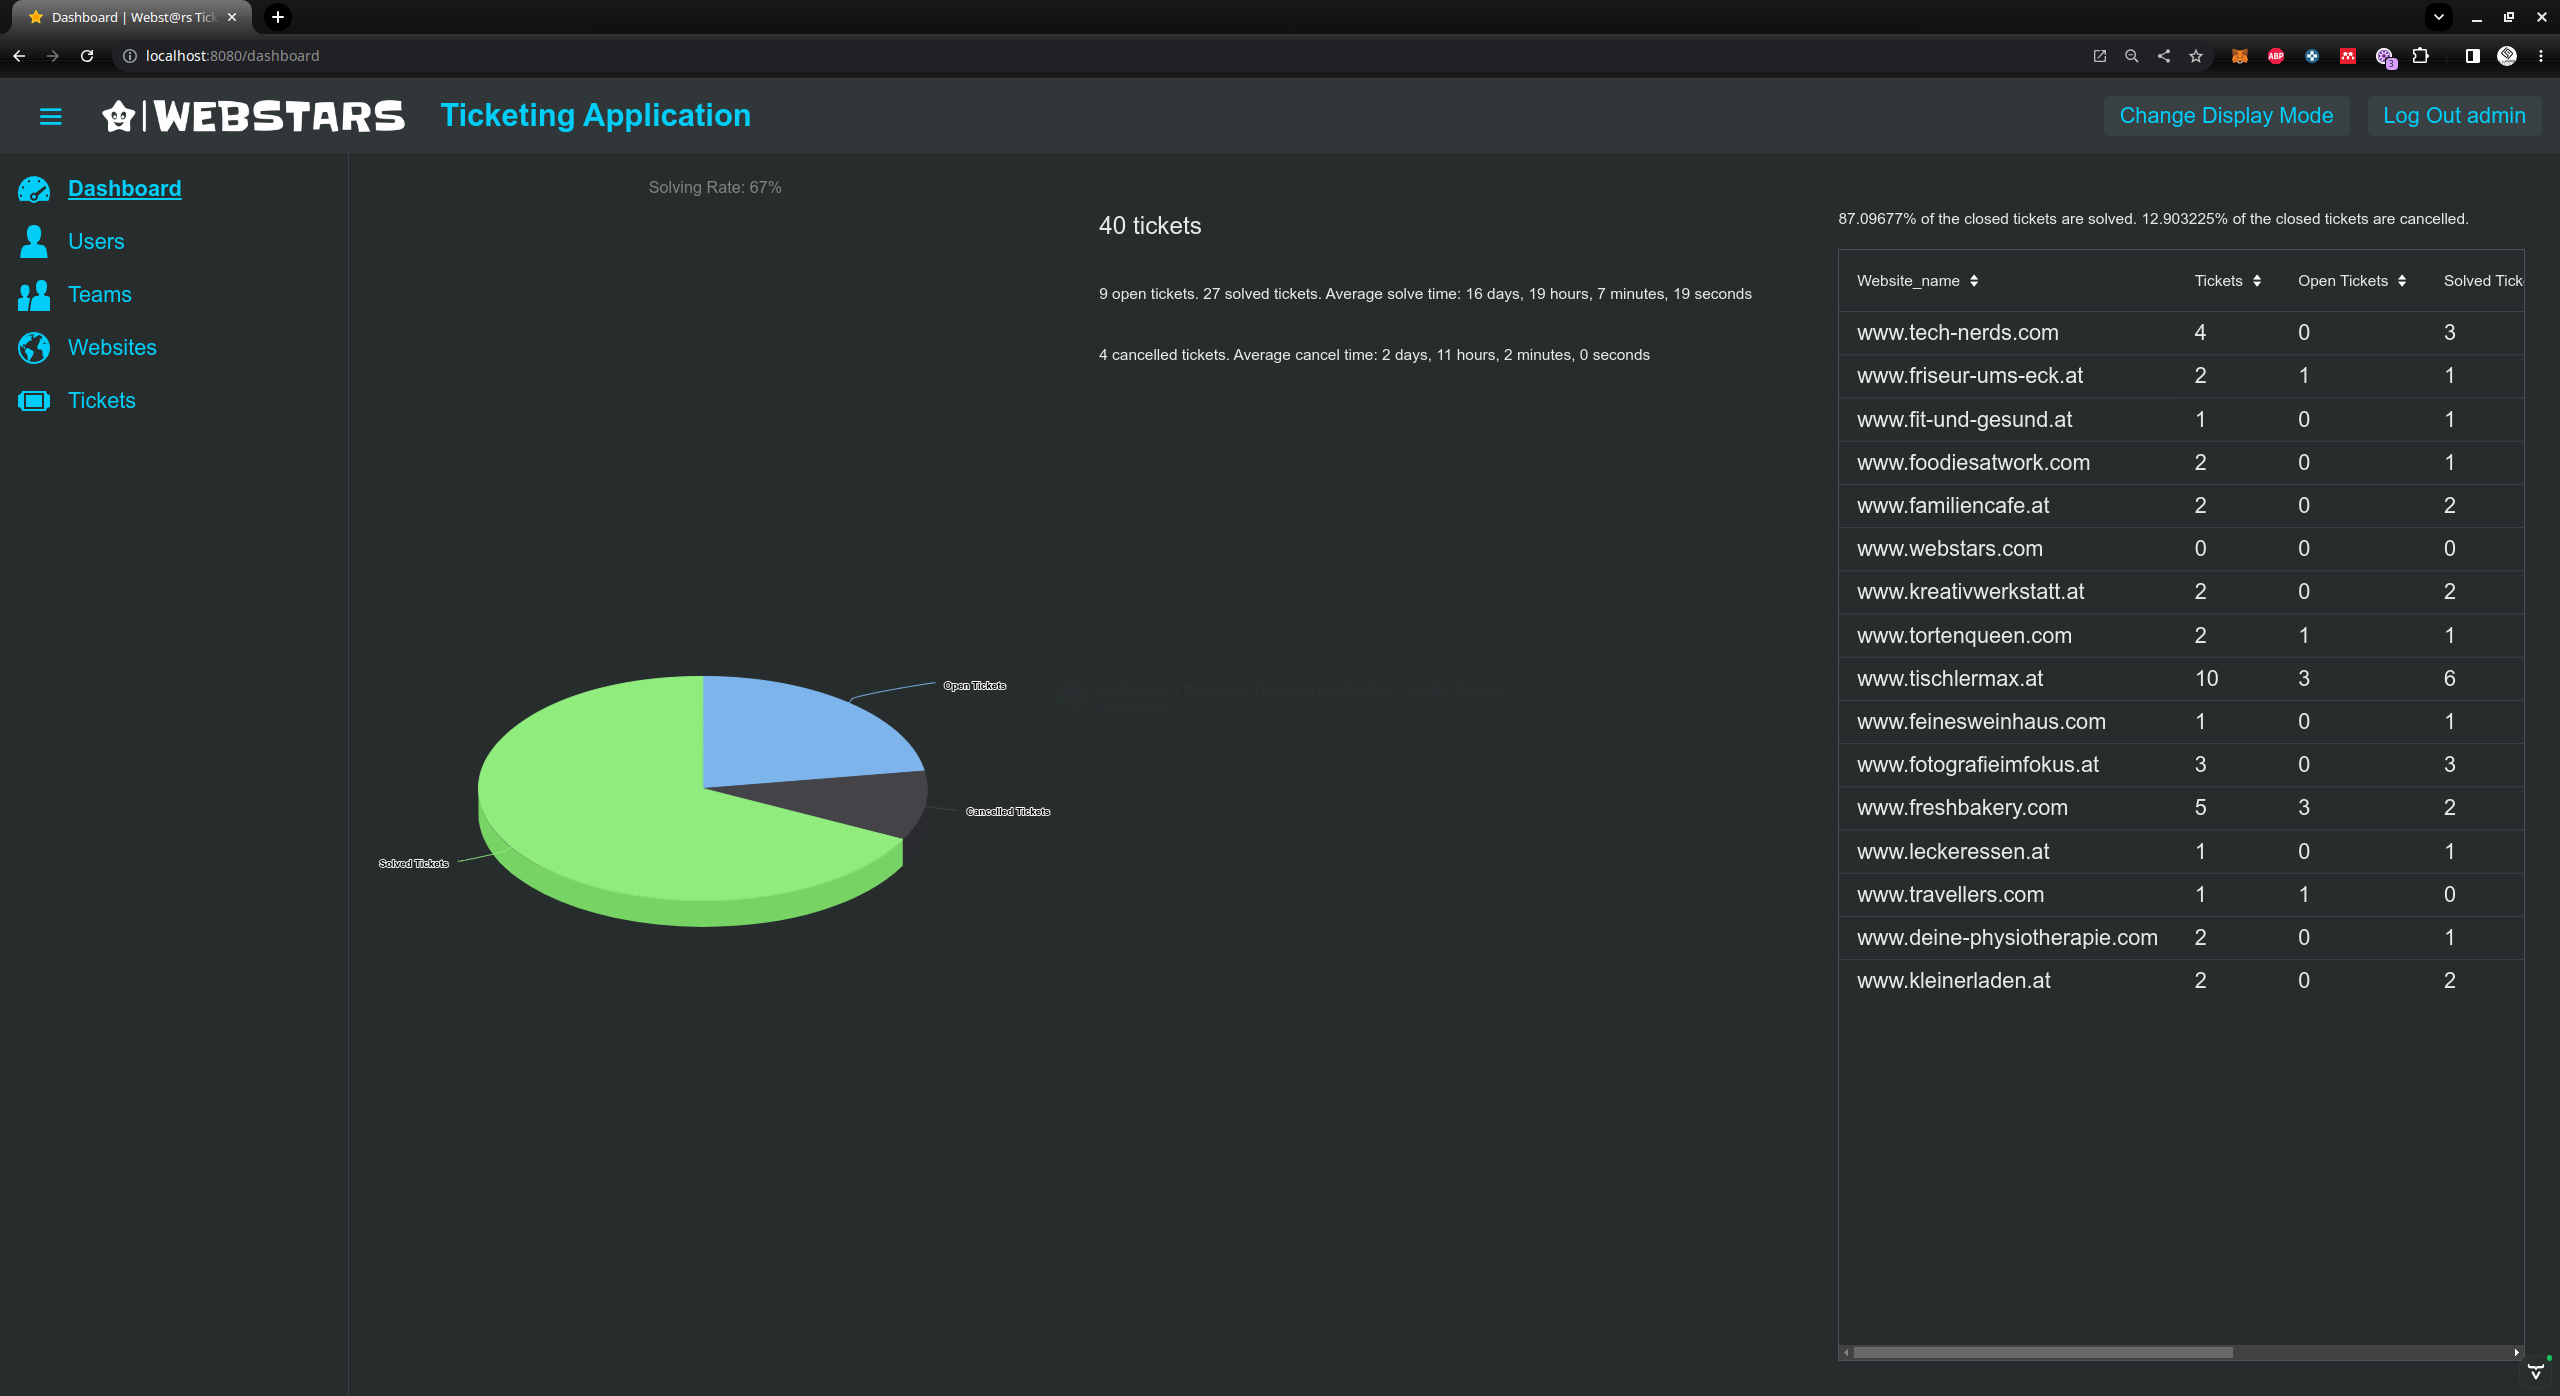 Dashboard | Webst@rs Tick
localhost:8080/dashboard
ABP
3
WEBSTARS
Ticketing Application
Change Display Mode
Log Out admin
Dashboard
Users
Teams
Websites
Tickets
Solving Rate: 67%
Open Tickets
Cancelled Tickets
Solved Tickets
40 tickets
9 open tickets. 27 solved tickets. Average solve time: 16 days, 19 hours, 7 minutes, 19 seconds
4 cancelled tickets. Average cancel time: 2 days, 11 hours, 2 minutes, 0 seconds
87.09677% of the closed tickets are solved. 12.903225% of the closed tickets are cancelled.
Website_name Tickets Open Tickets Solved Tick
www.tech-nerds.com 4 0 3
www.friseur-ums-eck.at 2 1 1
www.fit-und-gesund.at 1 0 1
www.foodiesatwork.com 2 0 1
www.familiencafe.at 2 0 2
www.webstars.com 0 0 0
www.kreativwerkstatt.at 2 0 2
www.tortenqueen.com 2 1 1
www.tischlermax.at 10 3 6
www.feinesweinhaus.com 1 0 1
www.fotografieimfokus.at 3 0 3
www.freshbakery.com 5 3 2
www.leckeressen.at 1 0 1
www.travellers.com 1 1 0
www.deine-physiotherapie.com 2 0 1
www.kleinerladen.at 2 0 2